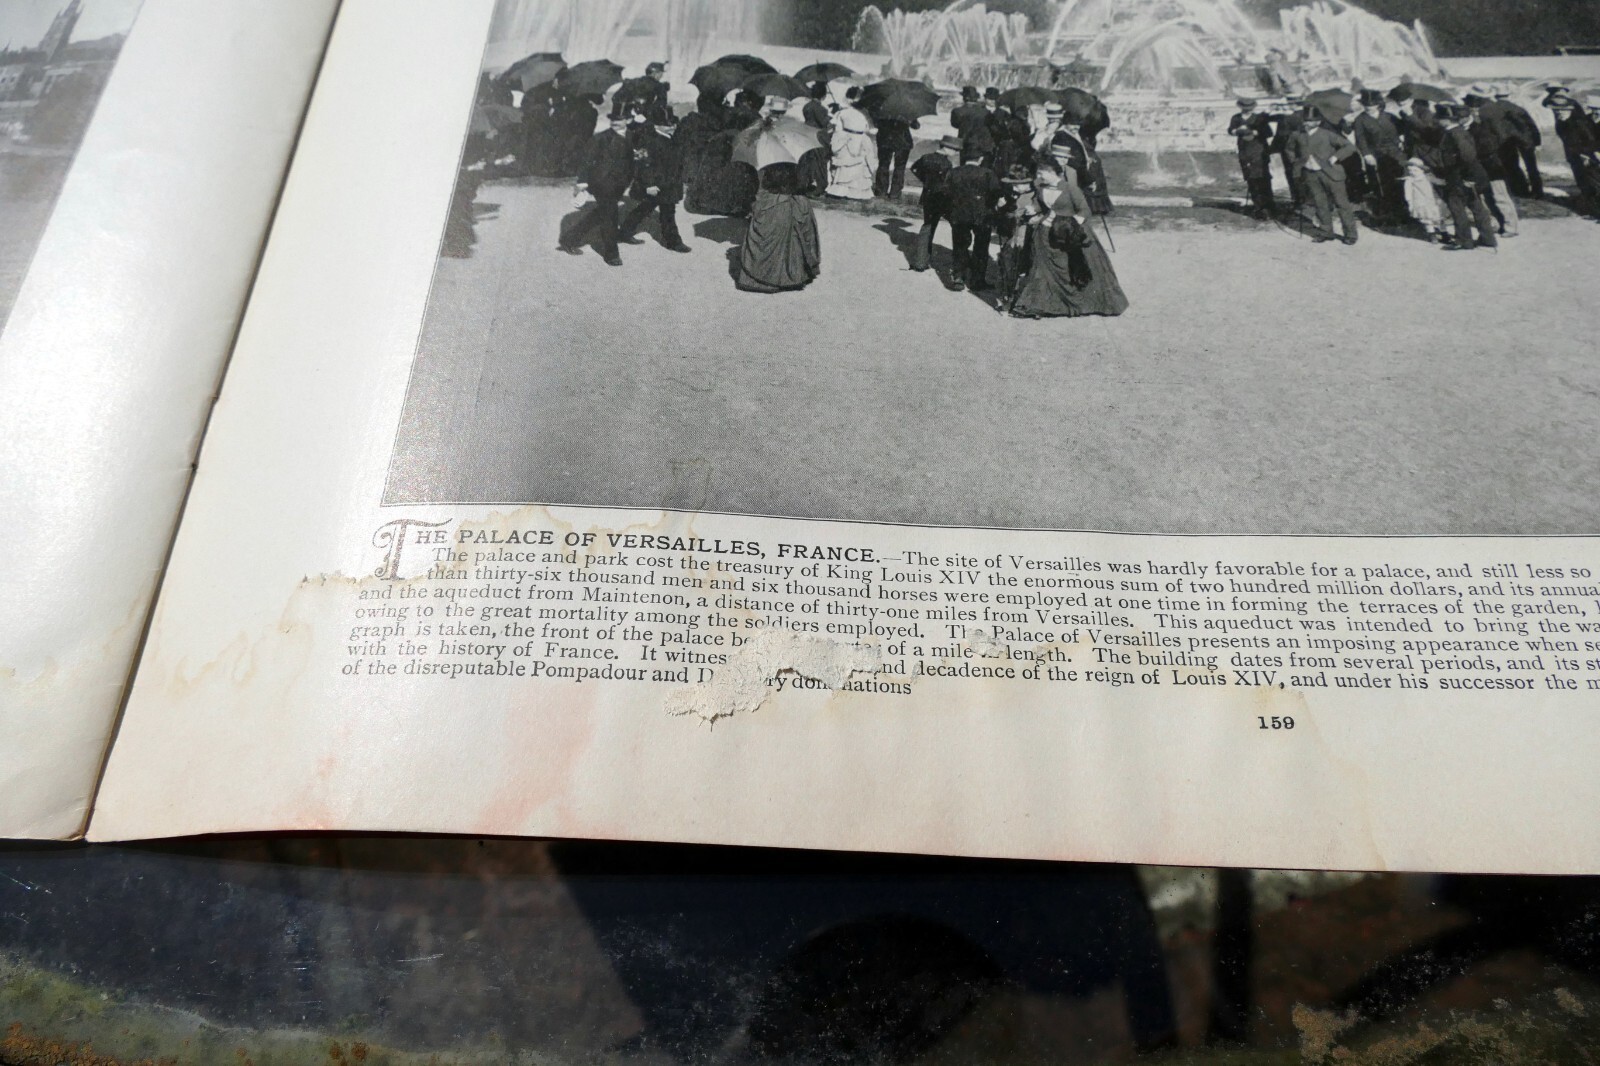 THE PALACE OF VERSAILLES, FRANCE.—The site of Versailles was hardly favorable for a palace, and still less so
The palace and park cost the treasury of King Louis XIV the enormous sum of two hundred million dollars, and its annual
than thirty-six thousand men and six thousand horses were employed at one time in forming the terraces of the garden,
and the aqueduct from Maintenon, a distance of thirty-one miles from Versailles. This aqueduct was intended to bring the wa
owing to the great mortality among the soldiers employed. The Palace of Versailles presents an imposing appearance when se
graph is taken, the front of the palace be of a mile length. The building dates from several periods, and its st
with the history of France. It witnes nd decadence of the reign of Louis XIV, and under his successor the m
of the disreputable Pompadour and D ry dom nations
159